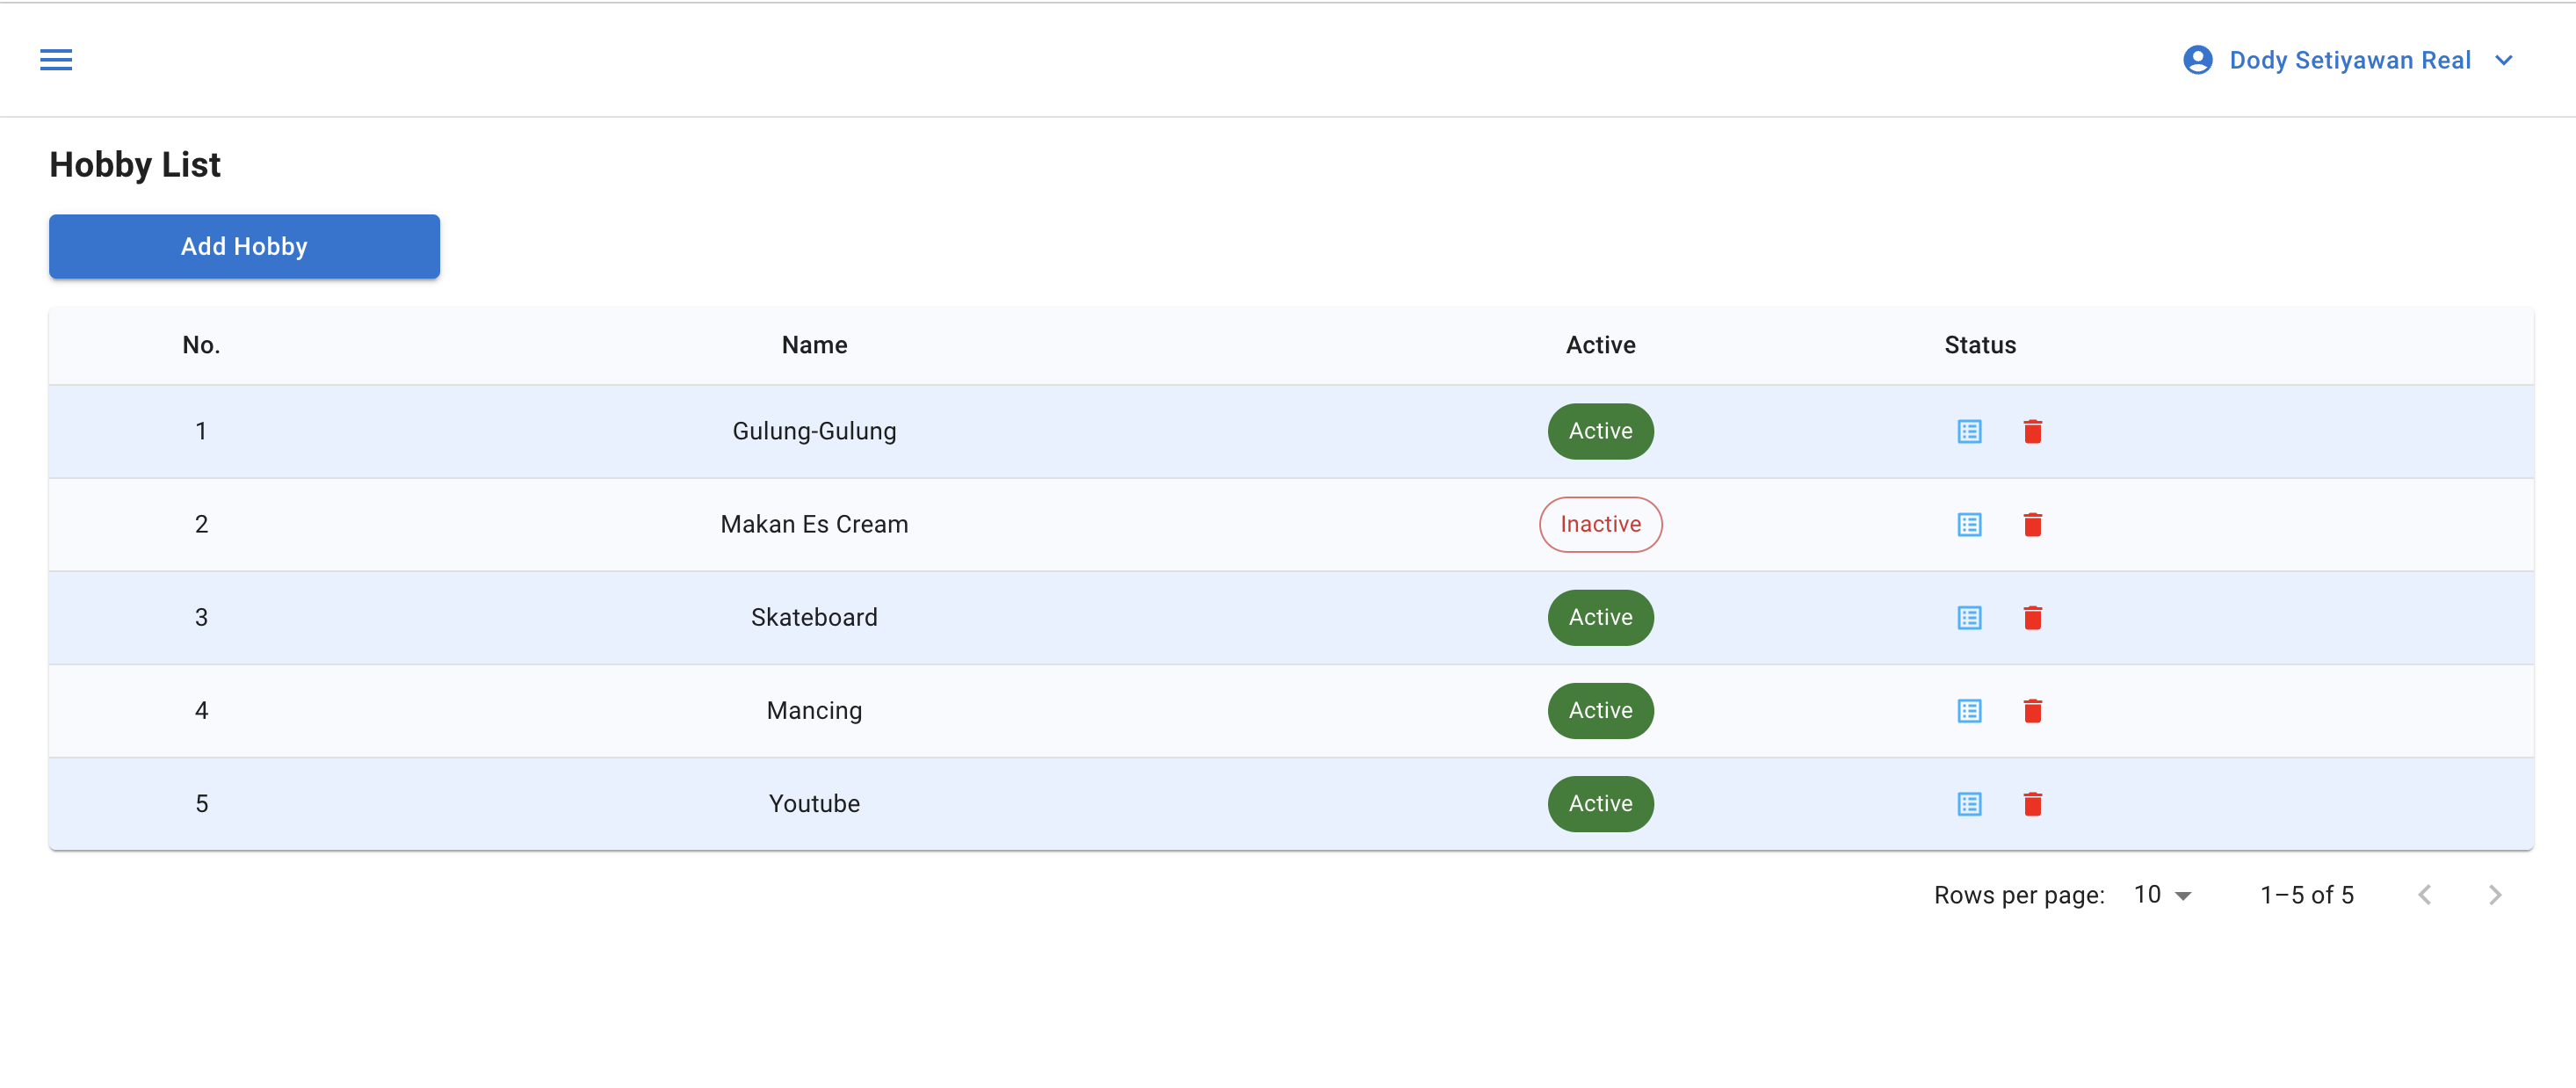 Dody Setiyawan Real
Hobby List
Add Hobby
No. Name Active Status
1 Gulung-Gulung Active
2 Makan Es Cream Inactive
3 Skateboard Active
4 Mancing Active
5 Youtube Active
Rows per page: 10 1–5 of 5